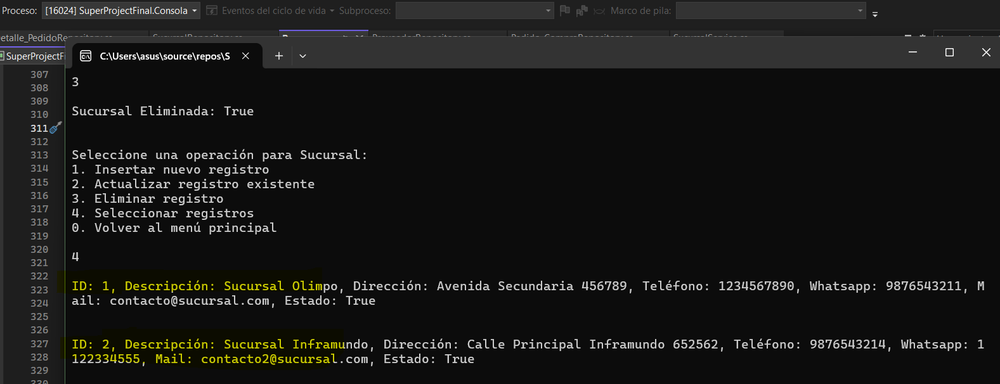 Proceso: [16024] SuperProjectFinal.Consola Eventos del ciclo de vida Subproceso: Marco de pila:
SuperProjectFi C:\Users\asus\source\repos\S
307
3
308
309
Sucursal Eliminada: True
310
311
312
313
Seleccione una operación para Sucursal:
314
1. Insertar nuevo registro
315
2. Actualizar registro existente
316
3. Eliminar registro
317
4. Seleccionar registros
318
0. Volver al menú principal
319
320
4
321
322
ID: 1, Descripción: Sucursal Olimpo, Dirección: Avenida Secundaria 456789, Teléfono: 1234567890, Whatsapp: 9876543211, M
323
ail: contacto@sucursal.com, Estado: True
324
325
326
327
ID: 2, Descripción: Sucursal Inframundo, Dirección: Calle Principal Inframundo 652562, Teléfono: 9876543214, Whatsapp: 1
328
122334555, Mail: contacto2@sucursal.com, Estado: True
329
330